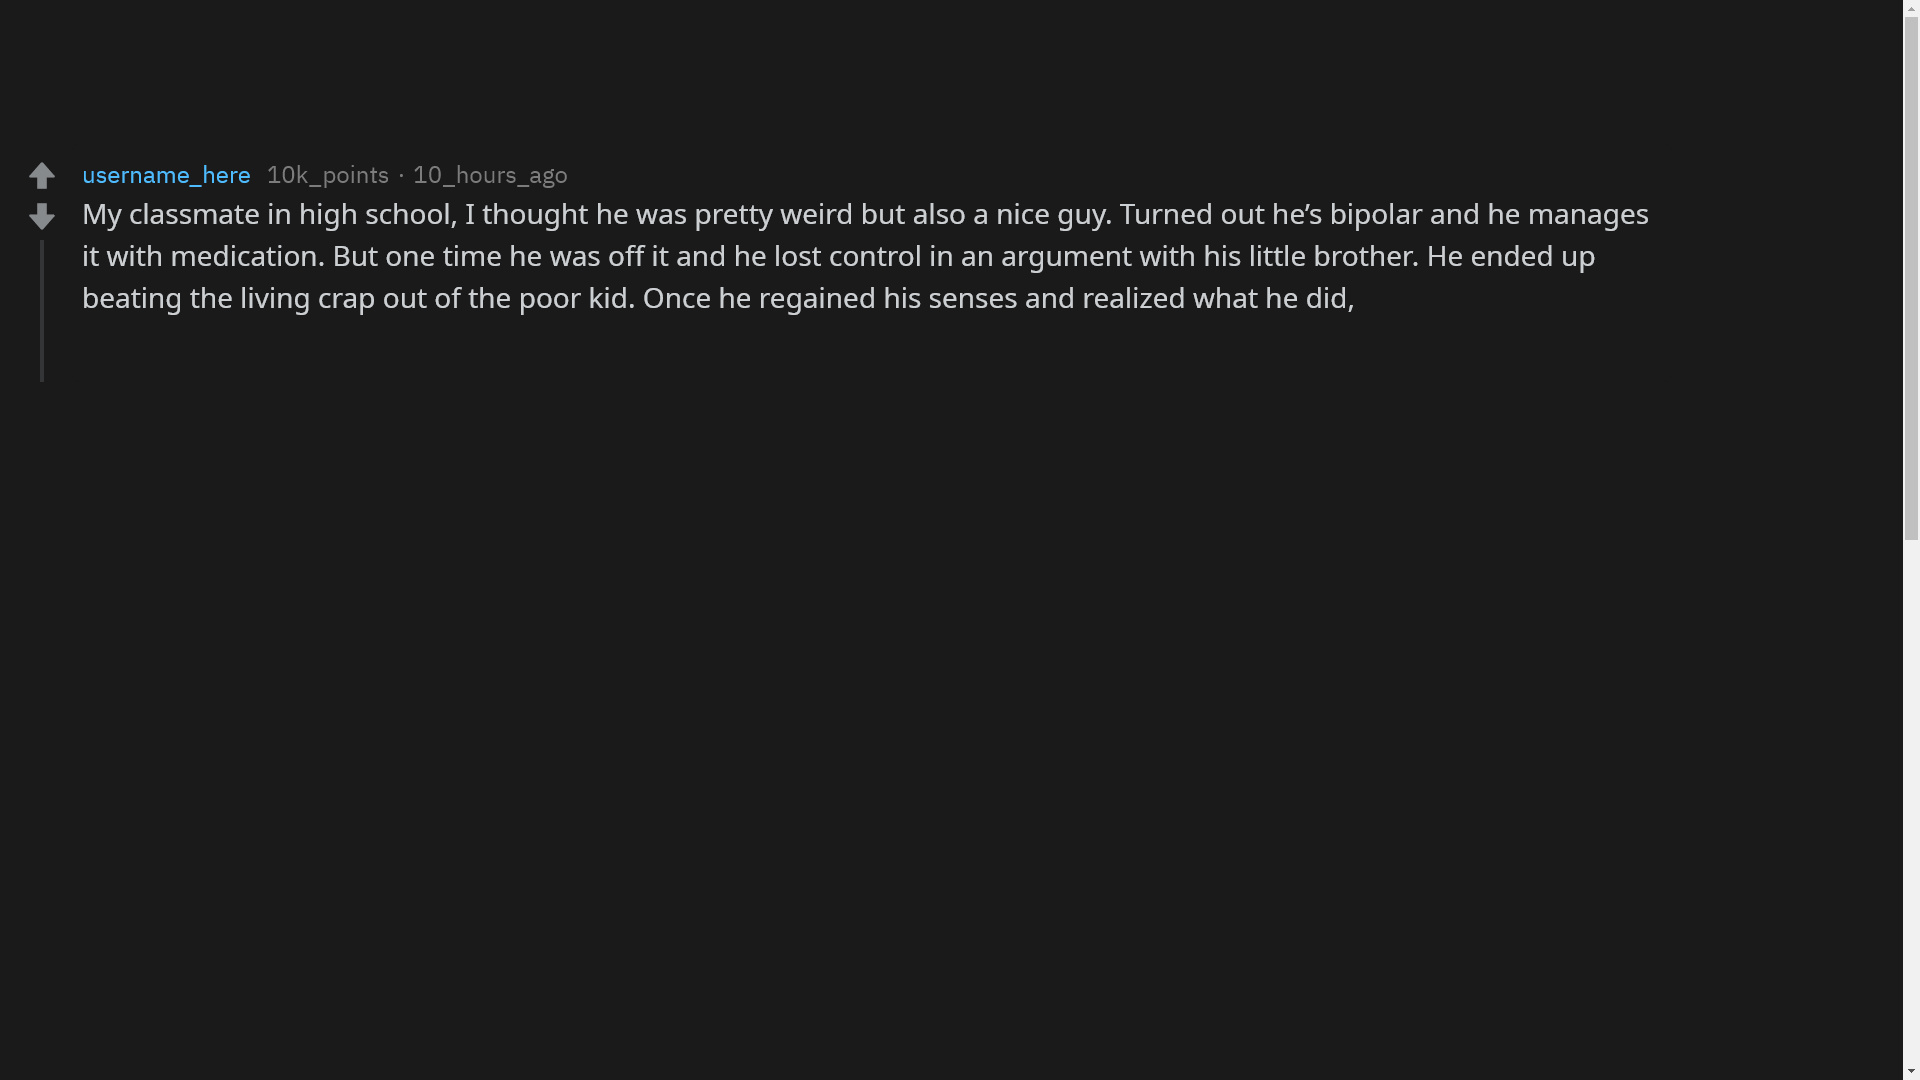 username_here 10k_points · 10_hours_ago
My classmate in high school, I thought he was pretty weird but also a nice guy. Turned out he’s bipolar and he manages
it with medication. But one time he was off it and he lost control in an argument with his little brother. He ended up
beating the living crap out of the poor kid. Once he regained his senses and realized what he did,